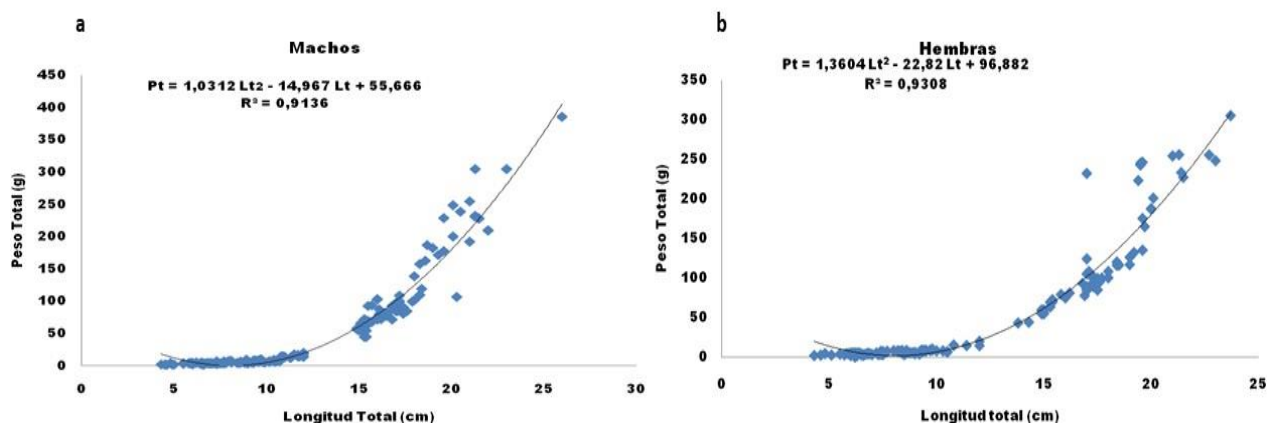 a
Machos
Pt = 1,0312 Lt2 - 14,967 Lt + 55,666
R² = 0,9136
450
400
350
300
250
200
150
100
50
0
Peso Total (g)
0 5 10 15 20 25 30
Longitud Total (cm)
b
Hembras
Pt = 1,3604 Lt² - 22,82 Lt + 96,882
R² = 0,9308
350
300
250
200
150
100
50
0
Peso Total (g)
0 5 10 15 20 25
Longitud total (cm)